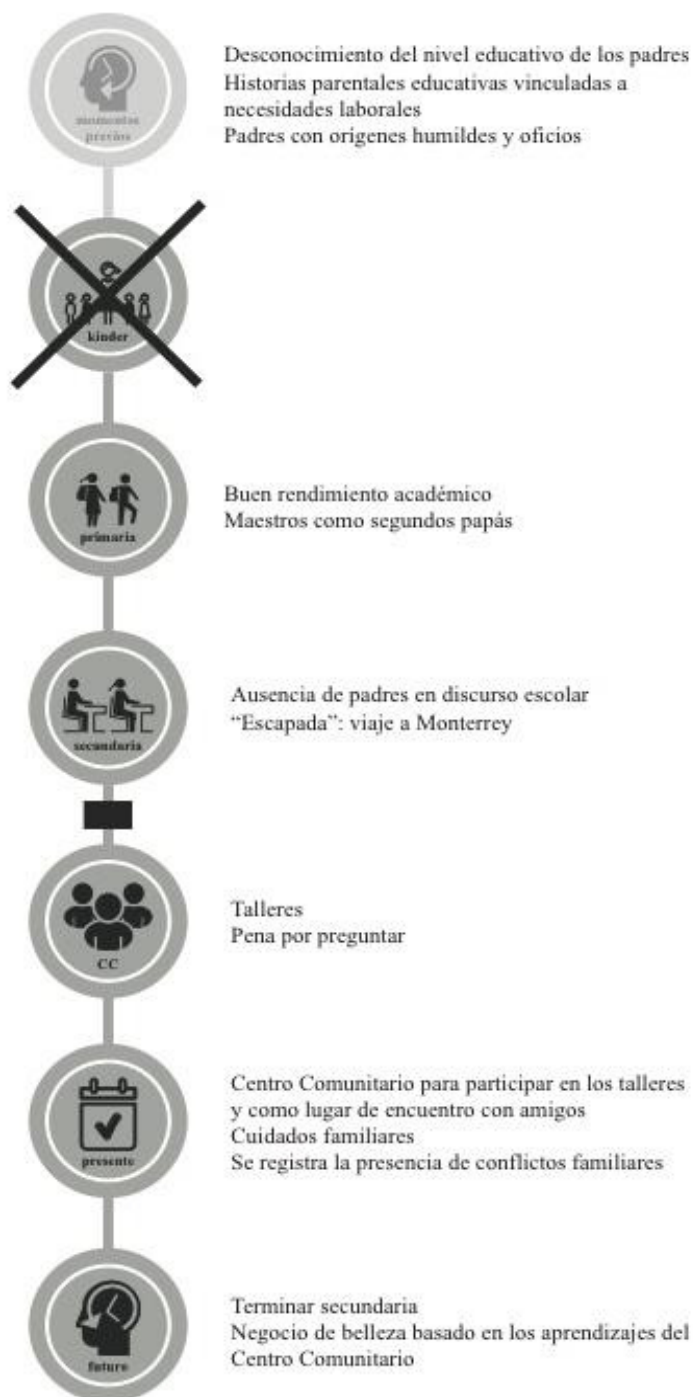 momentos
previos
Desconocimiento del nivel educativo de los padres
Historias parentales educativas vinculadas a
necesidades laborales
Padres con orígenes humildes y oficios
kinder
primaria
Buen rendimiento académico
Maestros como segundos papás
secundaria
Ausencia de padres en discurso escolar
“Escapada”: viaje a Monterrey
CC
Talleres
Pena por preguntar
presente
Centro Comunitario para participar en los talleres
y como lugar de encuentro con amigos
Cuidados familiares
Se registra la presencia de conflictos familiares
futuro
Terminar secundaria
Negocio de belleza basado en los aprendizajes del
Centro Comunitario